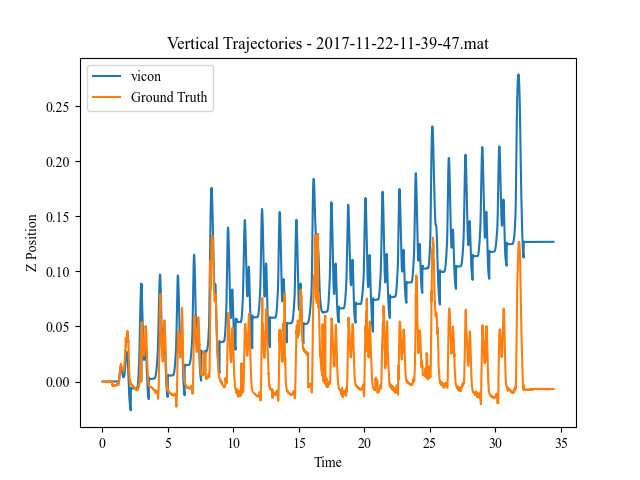 Vertical Trajectories - 2017-11-22-11-39-47.mat
vicon
Ground Truth
0.25
0.20
0.15
0.10
0.05
0.00
Z Position
0 5 10 15 20 25 30 35
Time